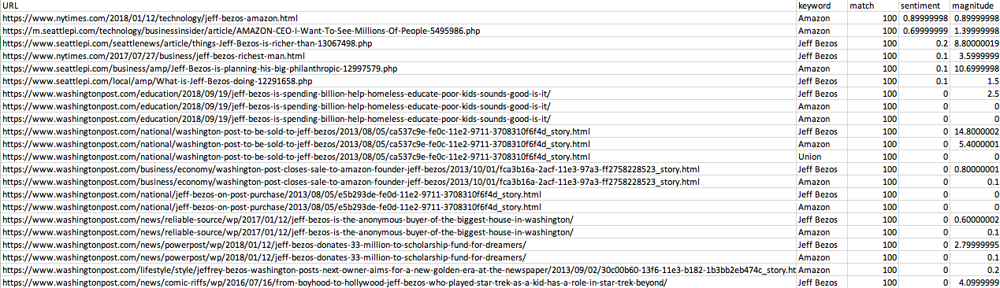 URL keyword match sentiment magnitude
https://www.nytimes.com/2018/01/12/technology/jeff-bezos-amazon.html Amazon 100 0.89999998 0.89999998
https://m.seattlepi.com/technology/businessinsider/article/AMAZON-CEO-I-Want-To-See-Millions-Of-People-5495986.php Amazon 100 0.69999999 1.39999998
https://www.seattlepi.com/seattlenews/article/things-Jeff-Bezos-is-richer-than-13067498.php Jeff Bezos 100 0.2 8.80000019
https://www.nytimes.com/2017/07/27/business/jeff-bezos-richest-man.html Jeff Bezos 100 0.1 3.5999999
https://www.seattlepi.com/business/amp/Jeff-Bezos-is-planning-his-big-philanthropic-12997579.php Jeff Bezos 100 0.1 10.6999998
https://www.seattlepi.com/local/amp/What-is-Jeff-Bezos-doing-12291658.php Jeff Bezos 100 0.1 1.5
https://www.washingtonpost.com/education/2018/09/19/jeff-bezos-is-spending-billion-help-homeless-educate-poor-kids-sounds-good-is-it/ Jeff Bezos 100 0 2.5
https://www.washingtonpost.com/education/2018/09/19/jeff-bezos-is-spending-billion-help-homeless-educate-poor-kids-sounds-good-is-it/ Amazon 100 0 0
https://www.washingtonpost.com/education/2018/09/19/jeff-bezos-is-spending-billion-help-homeless-educate-poor-kids-sounds-good-is-it/ Amazon 100 0 0
https://www.washingtonpost.com/national/washington-post-to-be-sold-to-jeff-bezos/2013/08/05/ca537c9e-fe0c-11e2-9711-3708310f6f4d_story.html Jeff Bezos 100 0 14.8000002
https://www.washingtonpost.com/national/washington-post-to-be-sold-to-jeff-bezos/2013/08/05/ca537c9e-fe0c-11e2-9711-3708310f6f4d_story.html Amazon 100 0 5.4000001
https://www.washingtonpost.com/national/washington-post-to-be-sold-to-jeff-bezos/2013/08/05/ca537c9e-fe0c-11e2-9711-3708310f6f4d_story.html Union 100 0 0
https://www.washingtonpost.com/business/economy/washington-post-closes-sale-to-amazon-founder-jeff-bezos/2013/10/01/fca3b16a-2acf-11e3-97a3-ff2758228523_story.html Jeff Bezos 100 0 0.80000001
https://www.washingtonpost.com/business/economy/washington-post-closes-sale-to-amazon-founder-jeff-bezos/2013/10/01/fca3b16a-2acf-11e3-97a3-ff2758228523_story.html Amazon 100 0 0.1
https://www.washingtonpost.com/national/jeff-bezos-on-post-purchase/2013/08/05/e5b293de-fe0d-11e2-9711-3708310f6f4d_story.html Jeff Bezos 100 0 0
https://www.washingtonpost.com/national/jeff-bezos-on-post-purchase/2013/08/05/e5b293de-fe0d-11e2-9711-3708310f6f4d_story.html Amazon 100 0 0
https://www.washingtonpost.com/news/reliable-source/wp/2017/01/12/jeff-bezos-is-the-anonymous-buyer-of-the-biggest-house-in-washington/ Jeff Bezos 100 0 0.60000002
https://www.washingtonpost.com/news/reliable-source/wp/2017/01/12/jeff-bezos-is-the-anonymous-buyer-of-the-biggest-house-in-washington/ Amazon 100 0 0.1
https://www.washingtonpost.com/news/powerpost/wp/2018/01/12/jeff-bezos-donates-33-million-to-scholarship-fund-for-dreamers/ Jeff Bezos 100 0 2.79999995
https://www.washingtonpost.com/news/powerpost/wp/2018/01/12/jeff-bezos-donates-33-million-to-scholarship-fund-for-dreamers/ Amazon 100 0 0.1
https://www.washingtonpost.com/lifestyle/style/jeffrey-bezos-washington-posts-next-owner-aims-for-a-new-golden-era-at-the-newspaper/2013/09/02/30c00b60-13f6-11e3-b182-1b3bb2eb474c_story.ht Amazon 100 0 0.2
https://www.washingtonpost.com/news/comic-riffs/wp/2016/07/16/from-boyhood-to-hollywood-jeff-bezos-who-played-star-trek-as-a-kid-has-a-role-in-star-trek-beyond/ Jeff Bezos 100 0 4.0999999